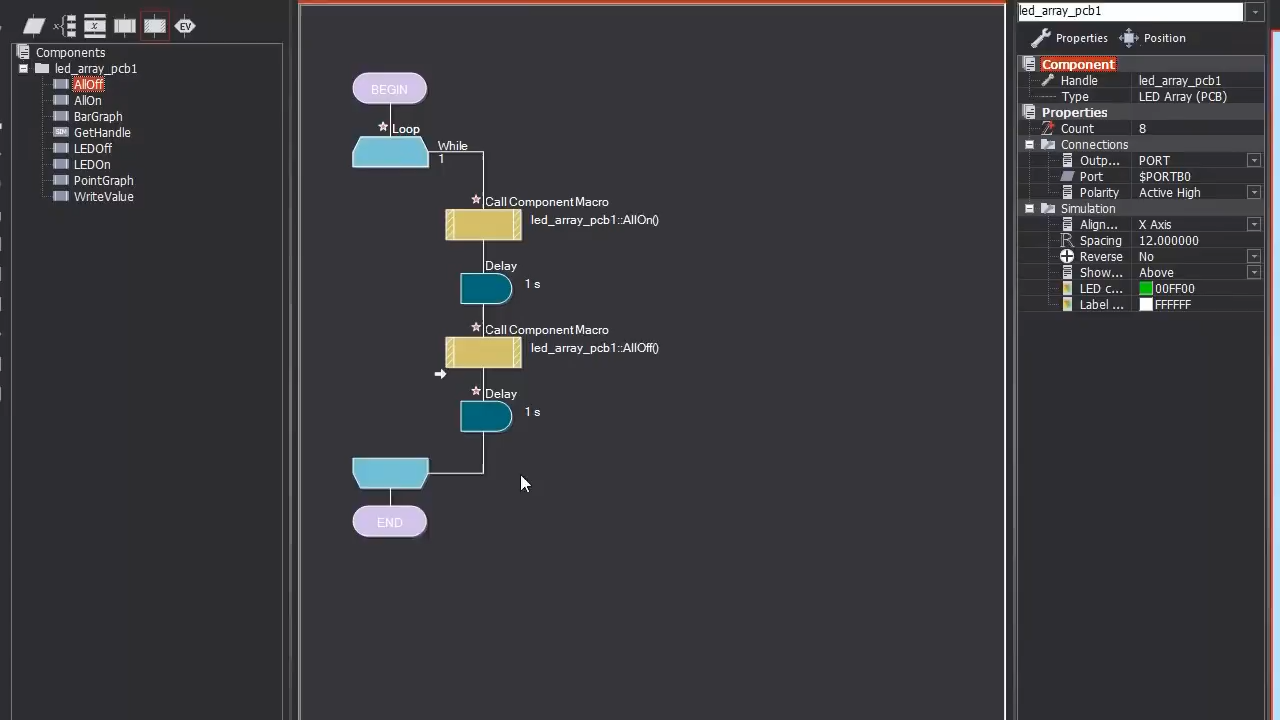 EV
Components
led_array_pcb1
AllOff
AllOn
BarGraph
GetHandle
LEDOff
LEDOn
PointGraph
WriteValue
BEGIN
Loop
While
1
Call Component Macro
led_array_pcb1::AllOn()
Delay
1 s
Call Component Macro
led_array_pcb1::AllOff()
Delay
1 s
END
led_array_pcb1
Properties Position
Component
Handle led_array_pcb1
Type LED Array (PCB)
Properties
Count 8
Connections
Outp... PORT
Port $PORTB0
Polarity Active High
Simulation
Align... X Axis
Spacing 12.000000
Reverse No
Show... Above
LED c... 00FF00
Label ... FFFFFF